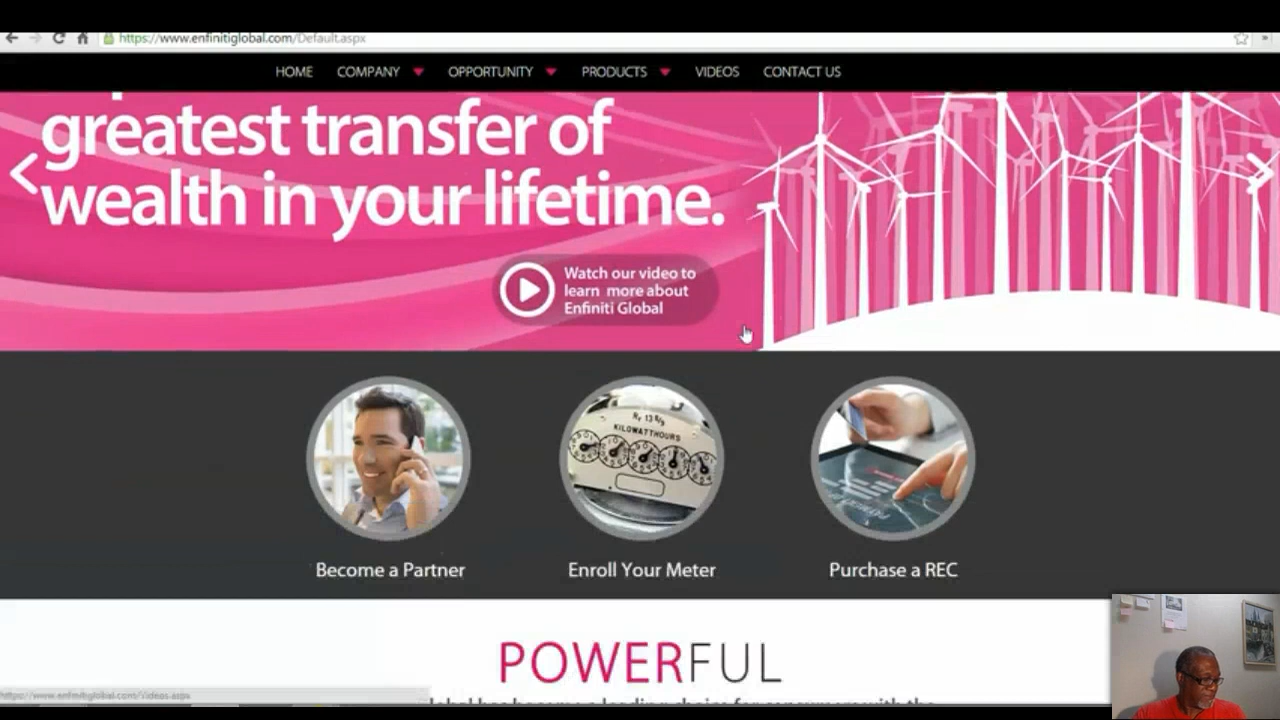 https://www.enfinitiglobal.com/Default.aspx
HOME COMPANY OPPORTUNITY PRODUCTS VIDEOS CONTACT US
greatest transfer of
wealth in your lifetime.
Watch our video to
learn more about
Enfiniti Global
KILOWATTHOURS
Become a Partner
Enroll Your Meter
Purchase a REC
POWERFUL
https://enfinitiglobal.com/Videos.aspx